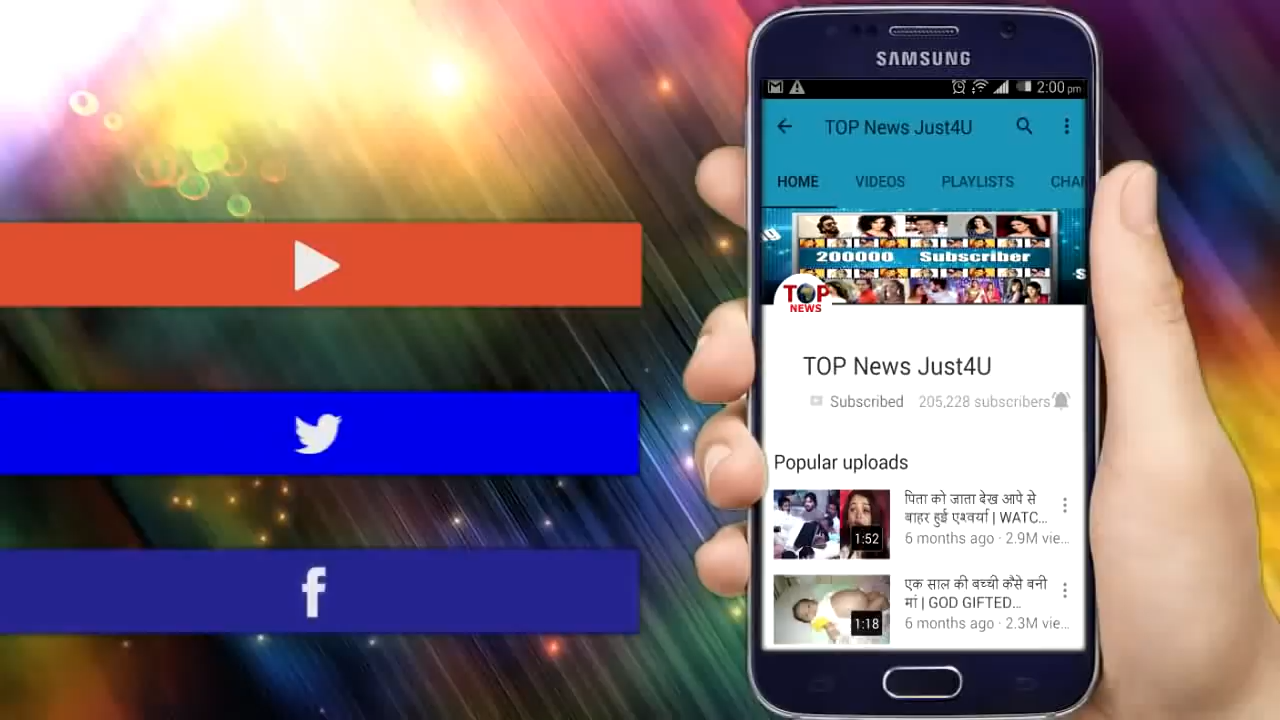 SAMSUNG
2:00 pm
TOP News Just4U
HOME VIDEOS PLAYLISTS CHAN
200000 Subscriber
TOP
NEWS
TOP News Just4U
Subscribed 205,228 subscribers
Popular uploads
पिता को जाता देख आपे से
बाहर हुई एश्वर्या | WATC...
6 months ago · 2.9M vie...
1:52
एक साल की बच्ची कैसे बनी
मां | GOD GIFTED...
6 months ago · 2.3M vie...
1:18